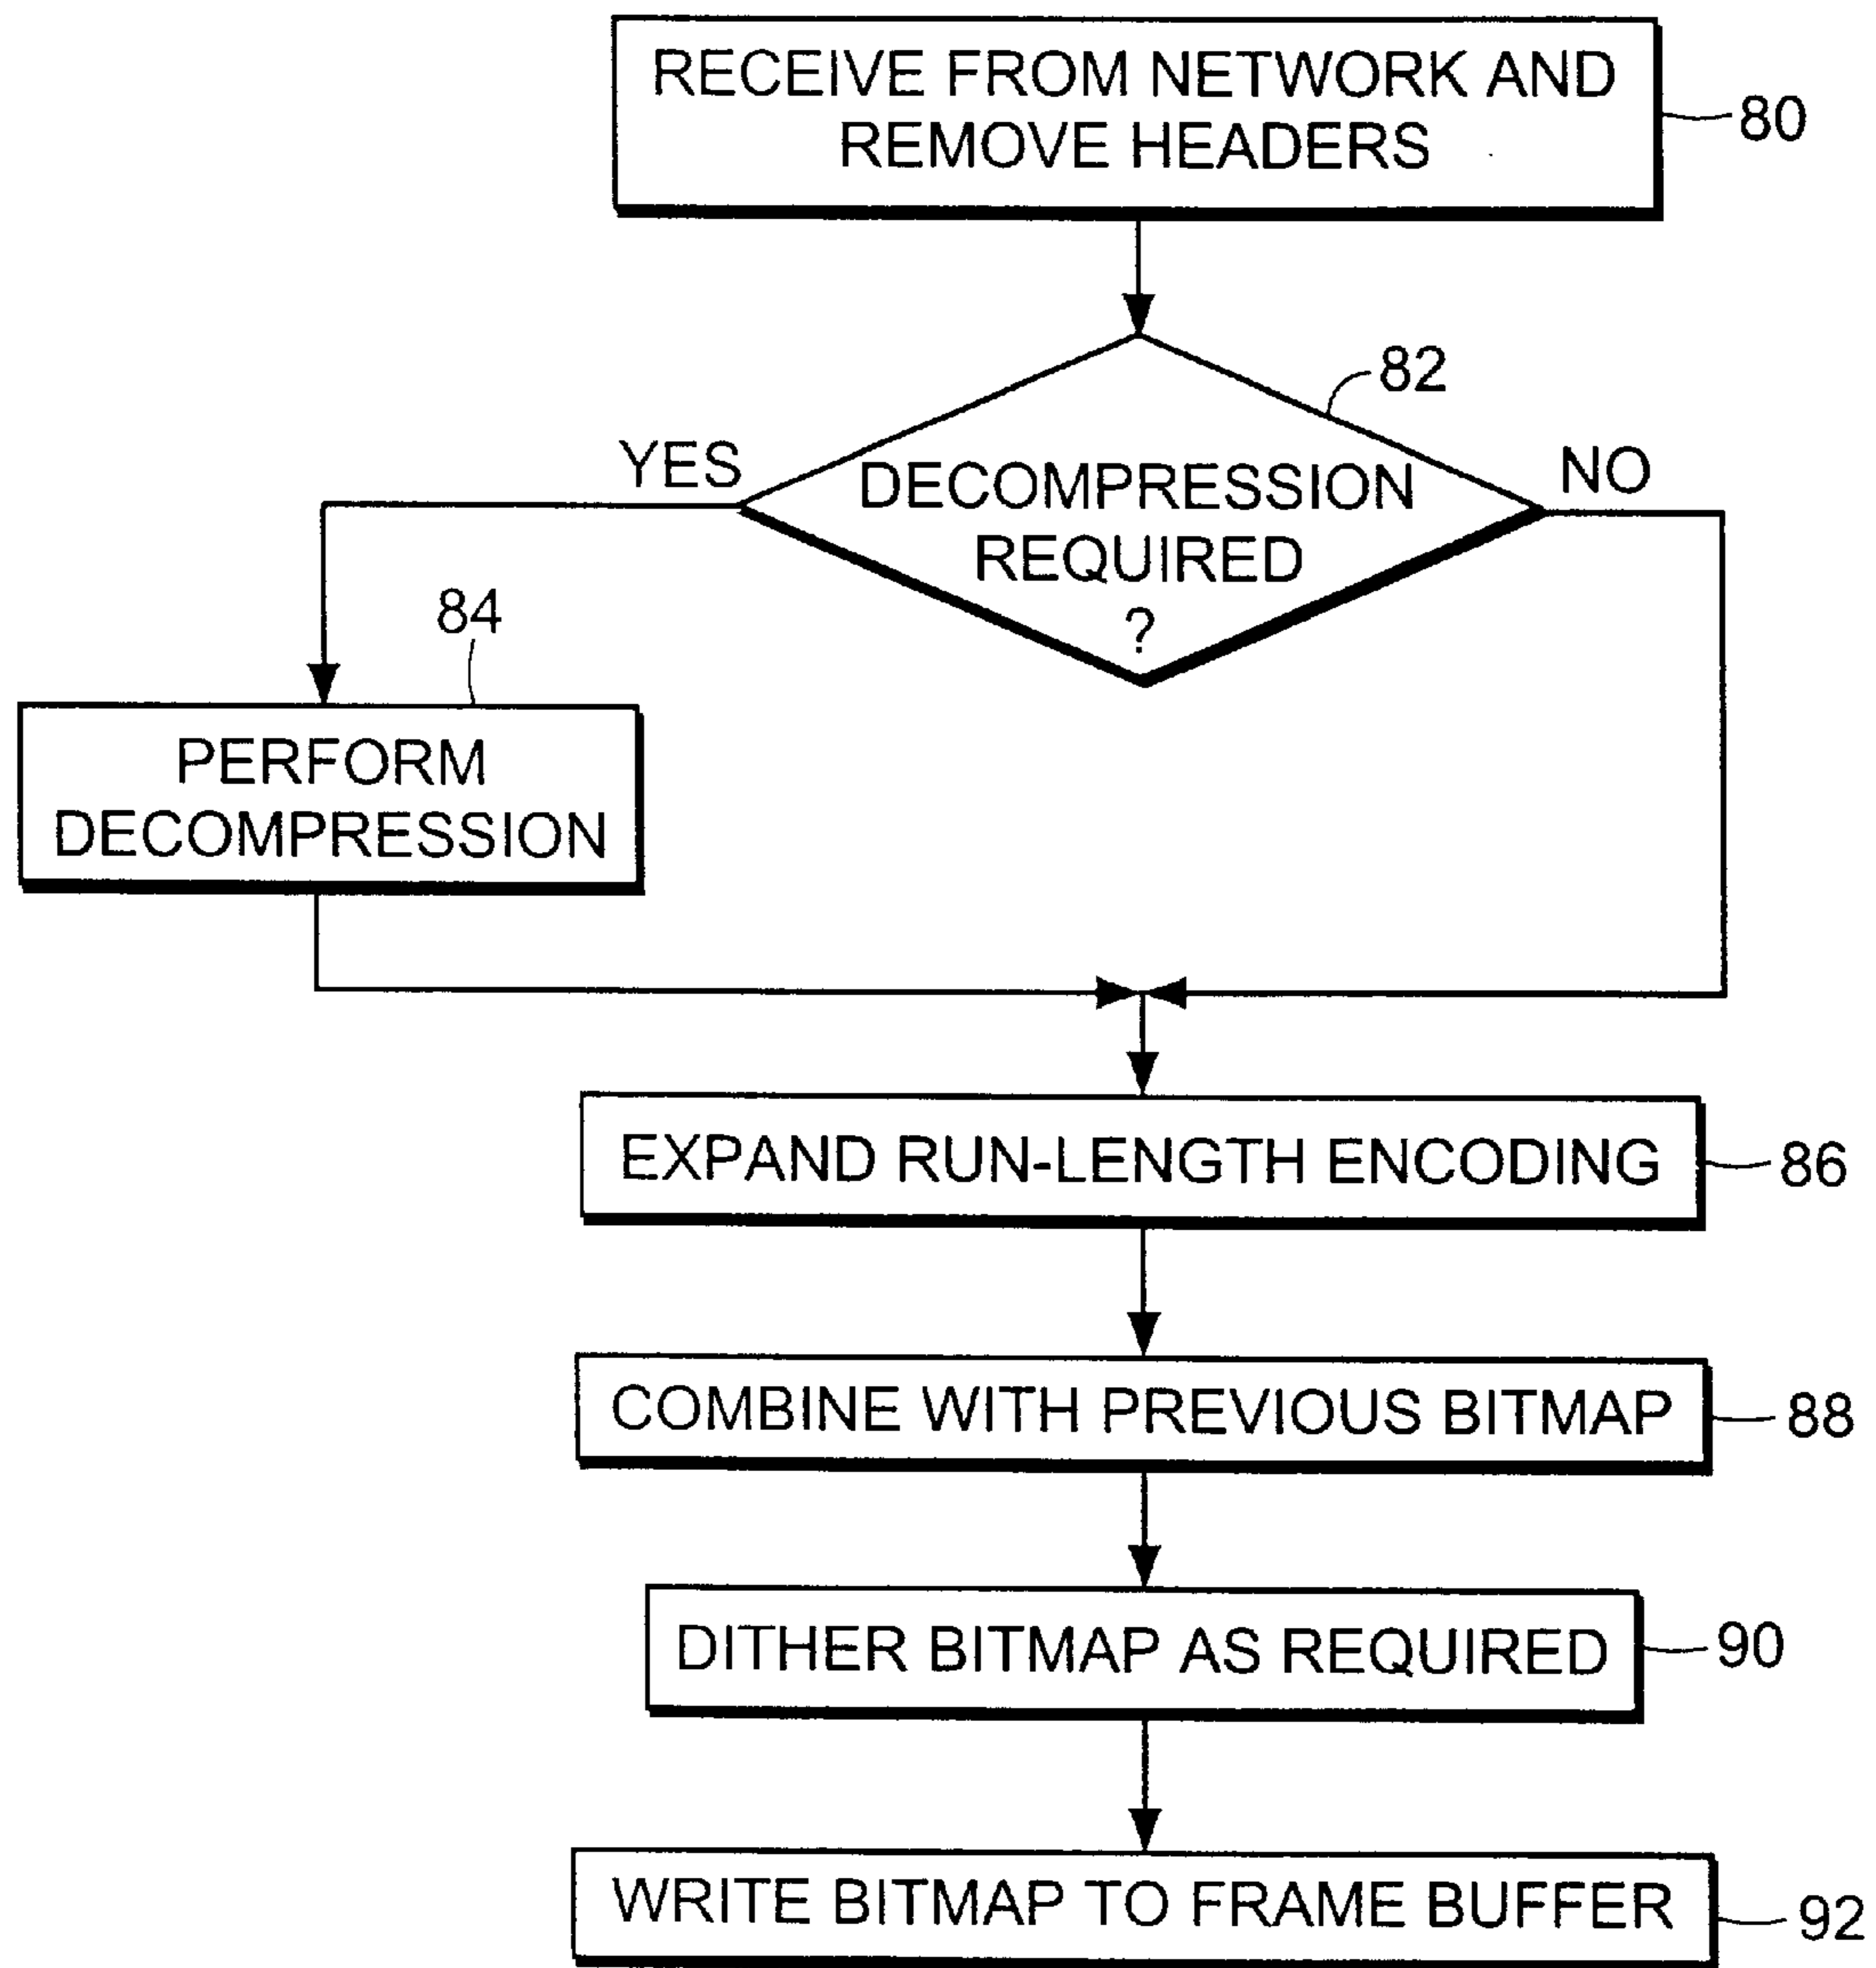 RECEIVE FROM NETWORK AND
REMOVE HEADERS
80
82
YES
DECOMPRESSION
REQUIRED
?
NO
84
PERFORM
DECOMPRESSION
EXPAND RUN-LENGTH ENCODING
86
COMBINE WITH PREVIOUS BITMAP
88
DITHER BITMAP AS REQUIRED
90
WRITE BITMAP TO FRAME BUFFER
92